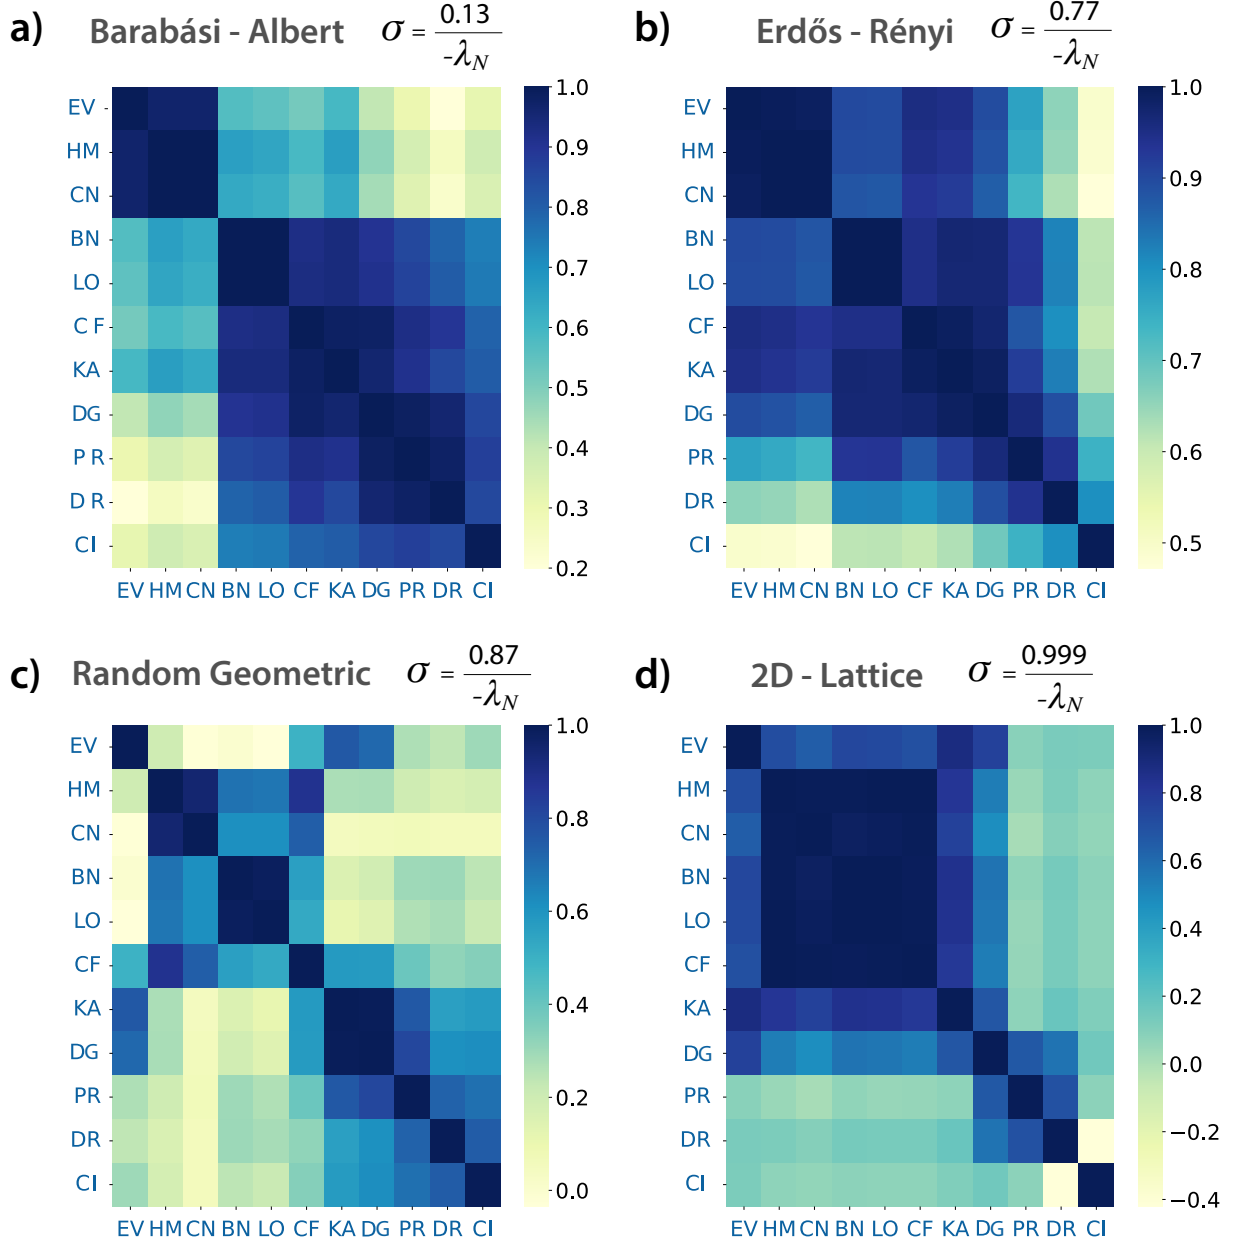 a) Barabási - Albert σ = 0.13 / -λN
1.0
0.9
0.8
0.7
0.6
0.5
0.4
0.3
0.2
EV
HM
CN
BN
LO
C F
KA
DG
P R
D R
CI
EV HM CN BN LO CF KA DG PR DR CI
b) Erdős - Rényi σ = 0.77 / -λN
1.0
0.9
0.8
0.7
0.6
0.5
EV
HM
CN
BN
LO
CF
KA
DG
PR
DR
CI
EV HM CN BN LO CF KA DG PR DR CI
c) Random Geometric σ = 0.87 / -λN
1.0
0.8
0.6
0.4
0.2
0.0
EV
HM
CN
BN
LO
CF
KA
DG
PR
DR
CI
EV HM CN BN LO CF KA DG PR DR CI
d) 2D - Lattice σ = 0.999 / -λN
1.0
0.8
0.6
0.4
0.2
0.0
−0.2
−0.4
EV
HM
CN
BN
LO
CF
KA
DG
PR
DR
CI
EV HM CN BN LO CF KA DG PR DR CI